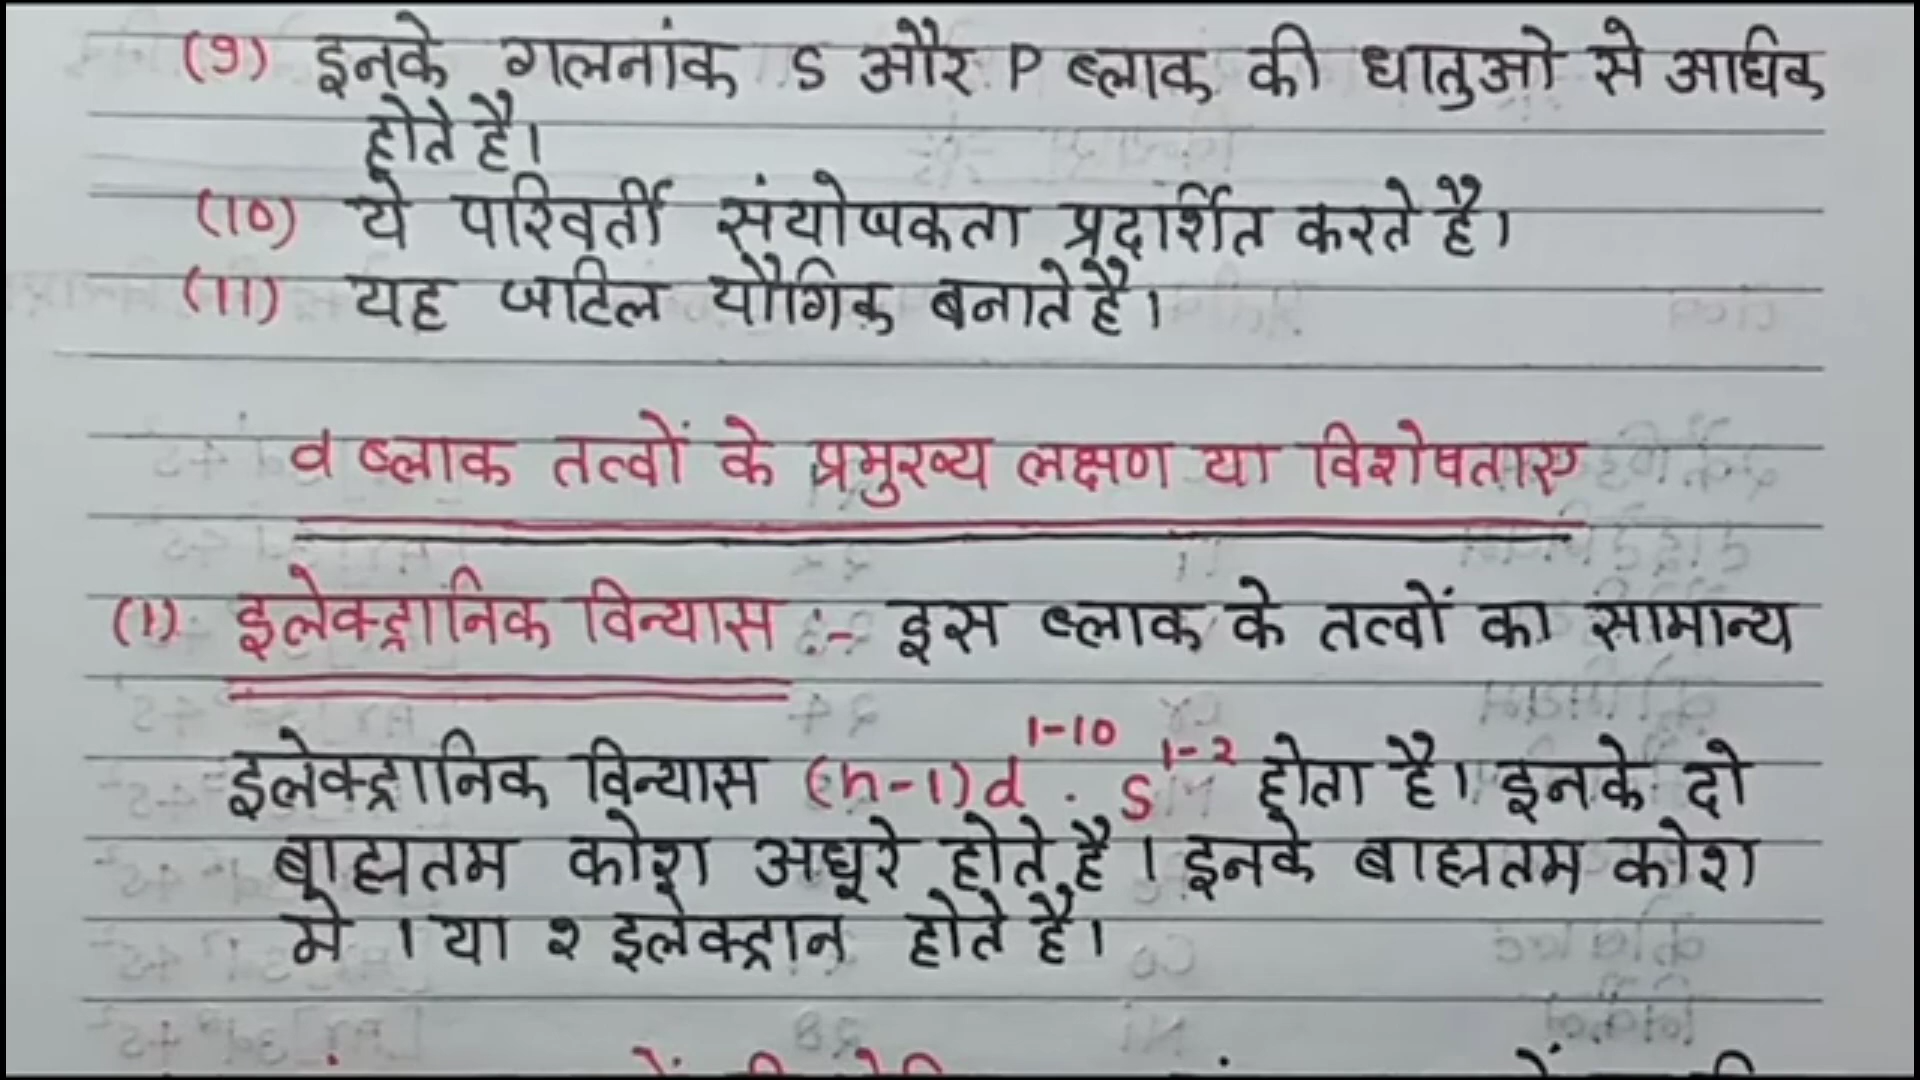 (9) इनके गलनांक S और P ब्लाक की धातुओ से अधिक
होते है।
(10) ये परिवर्ती संयोजकता प्रदर्शित करते है।
(11) यह जटिल यौगिक बनाते है।
d ब्लाक तत्वों के प्रमुख्य लक्षण या विशेषताए
(1) इलेक्ट्रानिक विन्यास :- इस ब्लाक के तत्वों का सामान्य
इलेक्ट्रानिक विन्यास (n-1)d¹⁻¹⁰ . s¹⁻² होता है। इनके दो
बाह्यतम कोश अधूरे होते है। इनके बाह्यतम कोश
मे 1 या 2 इलेक्ट्रान होते है।